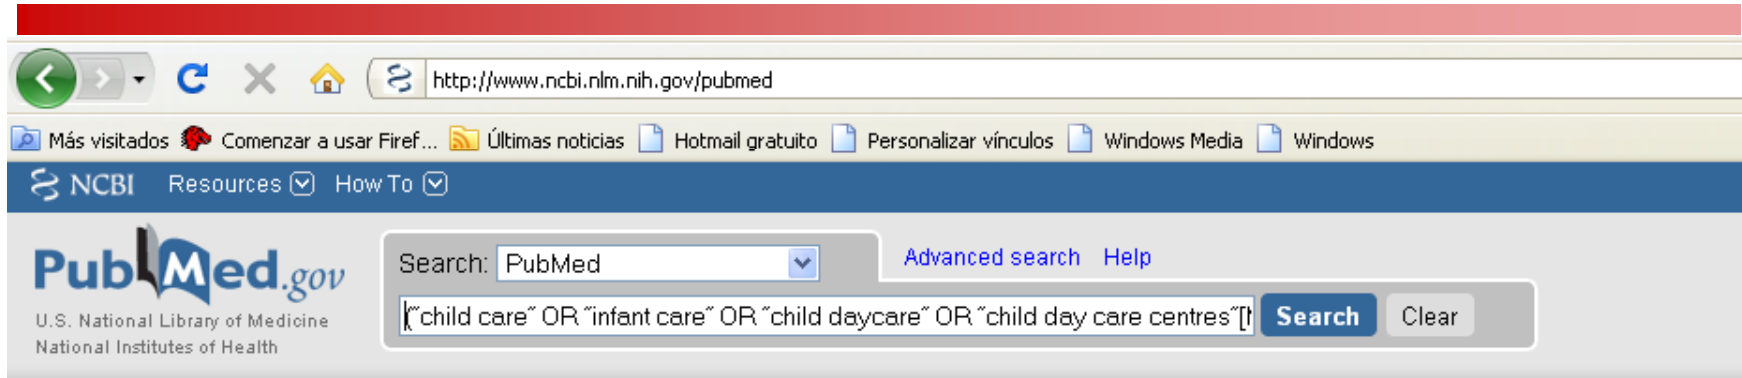 http://www.ncbi.nlm.nih.gov/pubmed
Más visitados Comenzar a usar Firef... Últimas noticias Hotmail gratuito Personalizar vínculos Windows Media Windows
NCBI Resources How To
PubMed.gov
U.S. National Library of Medicine
National Institutes of Health
Search: PubMed
Advanced search Help
(˝child care˝ OR ˝infant care˝ OR ˝child daycare˝ OR ˝child day care centres˝[
Search Clear